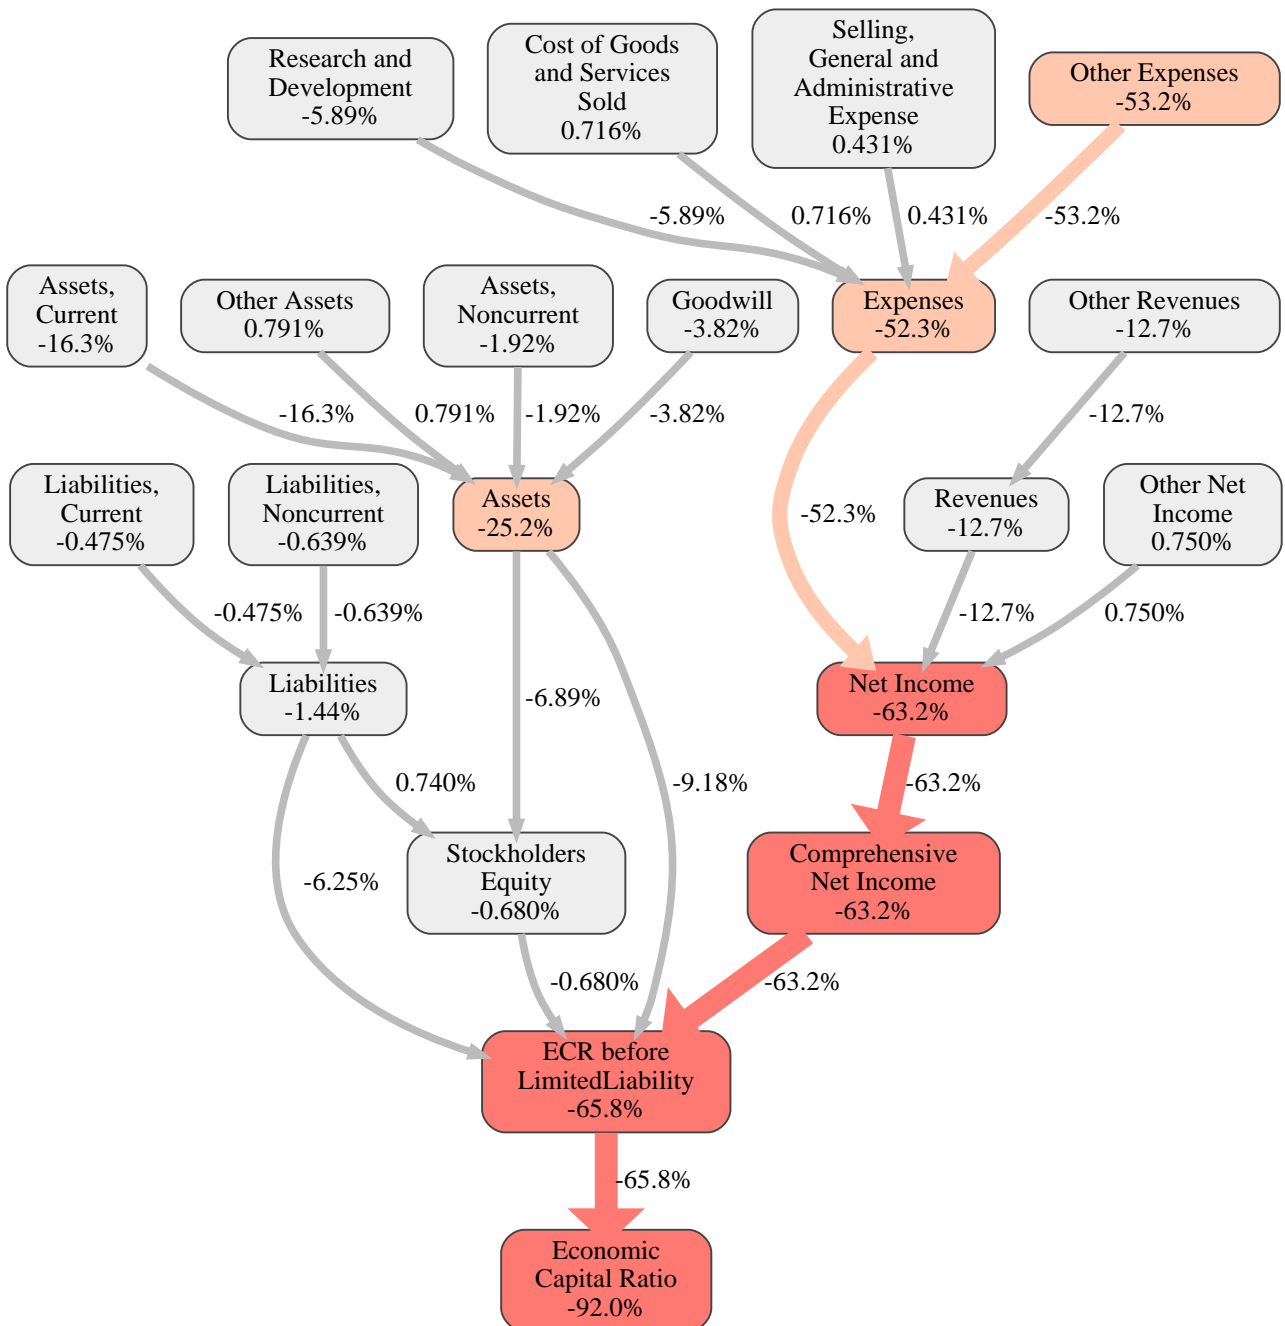 Research and
Development
-5.89%
Cost of Goods
and Services
Sold
0.716%
Selling,
General and
Administrative
Expense
0.431%
Other Expenses
-53.2%
-5.89%
0.716%
0.431%
-53.2%
Assets,
Current
-16.3%
Other Assets
0.791%
Assets,
Noncurrent
-1.92%
Goodwill
-3.82%
Expenses
-52.3%
Other Revenues
-12.7%
-16.3%
0.791%
-1.92%
-3.82%
-12.7%
Liabilities,
Current
-0.475%
Liabilities,
Noncurrent
-0.639%
Assets
-25.2%
-52.3%
Revenues
-12.7%
Other Net
Income
0.750%
-0.475%
-0.639%
-12.7%
0.750%
Liabilities
-1.44%
-6.89%
Net Income
-63.2%
0.740%
-9.18%
-63.2%
-6.25%
Stockholders
Equity
-0.680%
Comprehensive
Net Income
-63.2%
-0.680%
-63.2%
ECR before
LimitedLiability
-65.8%
-65.8%
Economic
Capital Ratio
-92.0%